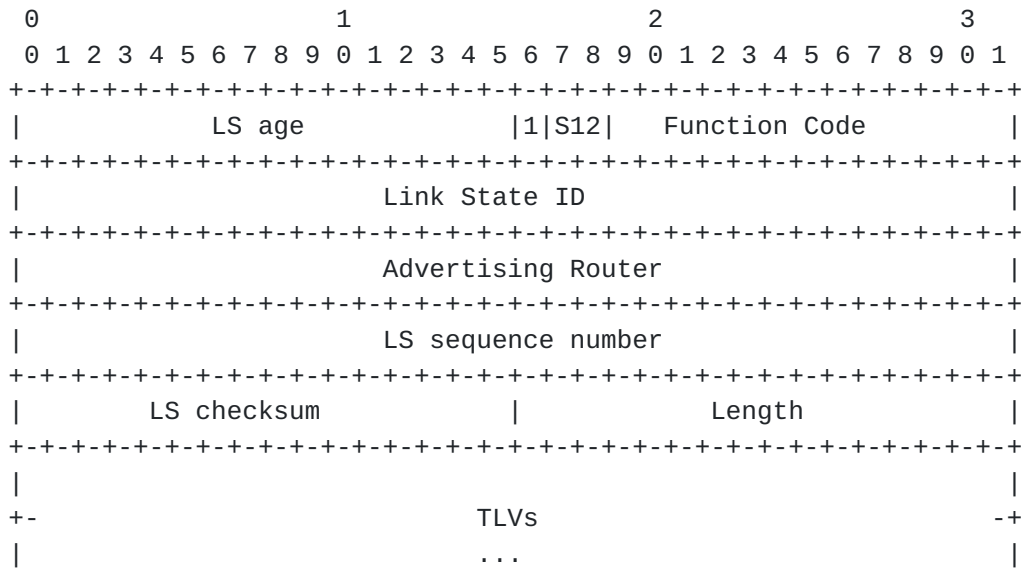 0                   1                   2                   3
 0 1 2 3 4 5 6 7 8 9 0 1 2 3 4 5 6 7 8 9 0 1 2 3 4 5 6 7 8 9 0 1
+-+-+-+-+-+-+-+-+-+-+-+-+-+-+-+-+-+-+-+-+-+-+-+-+-+-+-+-+-+-+-+-+
|            LS age             |1|S12|   Function Code         |
+-+-+-+-+-+-+-+-+-+-+-+-+-+-+-+-+-+-+-+-+-+-+-+-+-+-+-+-+-+-+-+-+
|                       Link State ID                           |
+-+-+-+-+-+-+-+-+-+-+-+-+-+-+-+-+-+-+-+-+-+-+-+-+-+-+-+-+-+-+-+-+
|                       Advertising Router                      |
+-+-+-+-+-+-+-+-+-+-+-+-+-+-+-+-+-+-+-+-+-+-+-+-+-+-+-+-+-+-+-+-+
|                       LS sequence number                      |
+-+-+-+-+-+-+-+-+-+-+-+-+-+-+-+-+-+-+-+-+-+-+-+-+-+-+-+-+-+-+-+-+
|        LS checksum            |            Length             |
+-+-+-+-+-+-+-+-+-+-+-+-+-+-+-+-+-+-+-+-+-+-+-+-+-+-+-+-+-+-+-+-+
|                                                               |
+-                            TLVs                             -+
|                             ...                               |